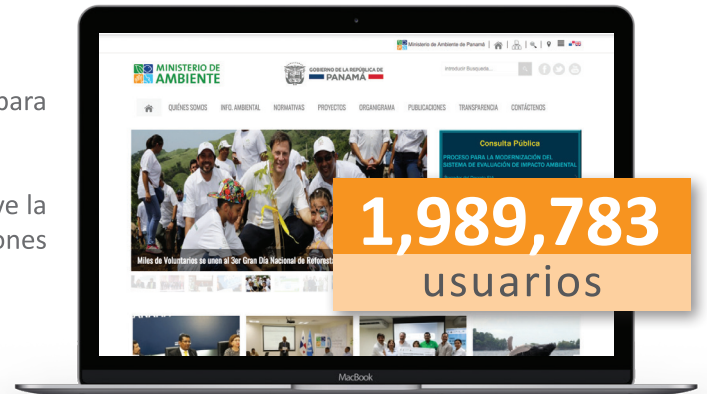 para
ve la
ones
Ministerio de Ambiente de Panamá
MINISTERIO DE
AMBIENTE
GOBIERNO DE LA REPÚBLICA DE
PANAMÁ
Introducir Busqueda...
QUIÉNES SOMOS INFO. AMBIENTAL NORMATIVAS PROYECTOS ORGANIGRAMA PUBLICACIONES TRANSPARENCIA CONTÁCTENOS
Consulta Pública
PROCESO PARA LA MODERNIZACIÓN DEL
SISTEMA DE EVALUACIÓN DE IMPACTO AMBIENTAL
Miles de Voluntarios se unen al 3er Gran Día Nacional de Reforesta
1,989,783
usuarios
MacBook